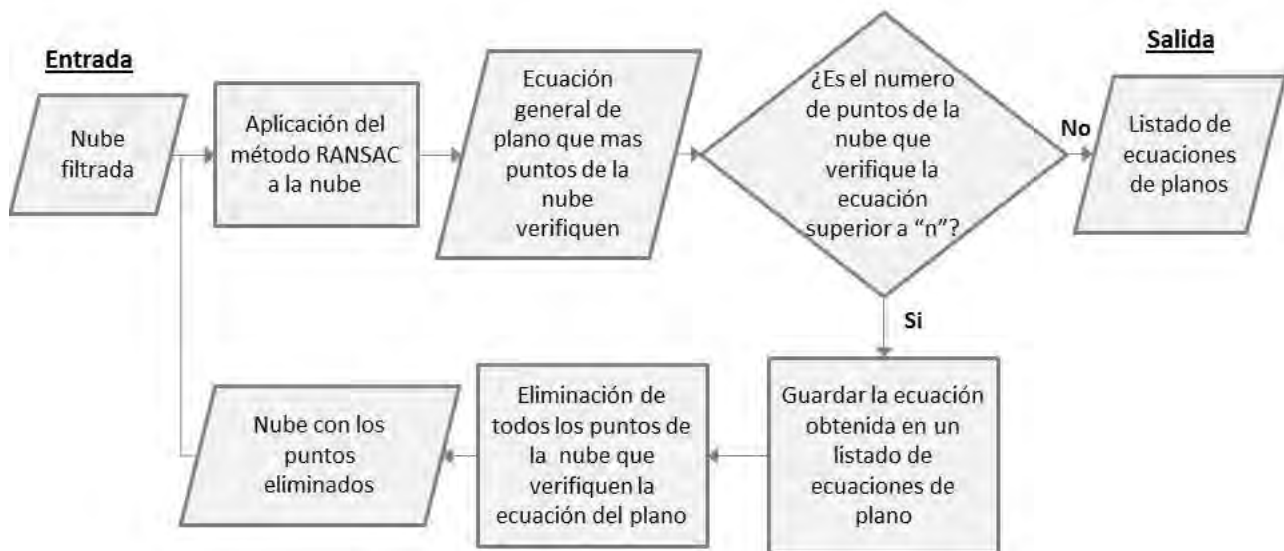 Entrada
Nube
filtrada
Aplicación del
método RANSAC
a la nube
Ecuación
general de
plano que mas
puntos de la
nube
verifiquen
¿Es el numero
de puntos de la
nube que
verifique la
ecuación
superior a “n”?
No
Salida
Listado de
ecuaciones
de planos
Si
Guardar la ecuación
obtenida en un
listado de
ecuaciones de
plano
Eliminación de
todos los puntos de
la nube que
verifiquen la
ecuación del plano
Nube con los
puntos
eliminados